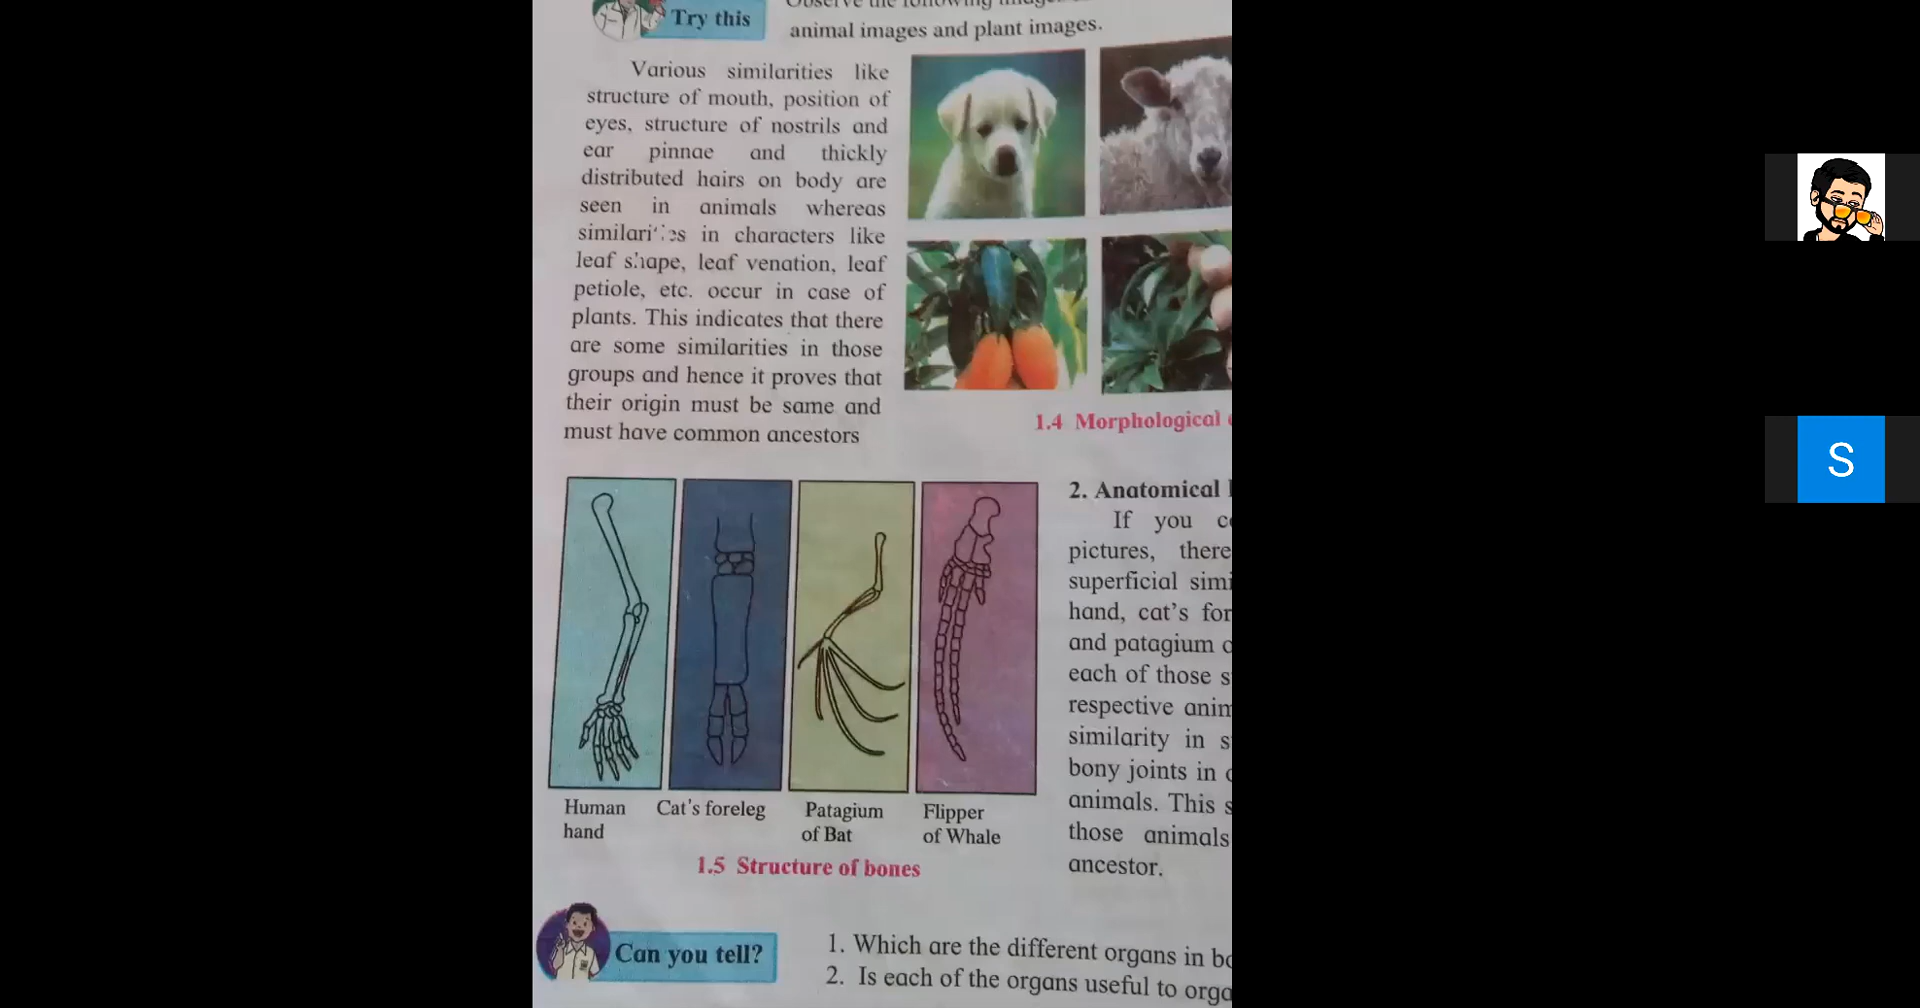 Try this
animal images and plant images.
Various similarities like
structure of mouth, position of
eyes, structure of nostrils and
ear pinnae and thickly
distributed hairs on body are
seen in animals whereas
similarities in characters like
leaf shape, leaf venation, leaf
petiole, etc. occur in case of
plants. This indicates that there
are some similarities in those
groups and hence it proves that
their origin must be same and
must have common ancestors
1.4 Morphological
2. Anatomical
If you
pictures, there
superficial
hand, cat's
and patagium
each of those
respective
similarity in
bony joints in
animals. This
those animals
ancestor.
Human
hand
Cat's foreleg
Patagium
of Bat
Flipper
of Whale
1.5 Structure of bones
Can you tell?
1. Which are the different organs in
2. Is each of the organs useful to
S